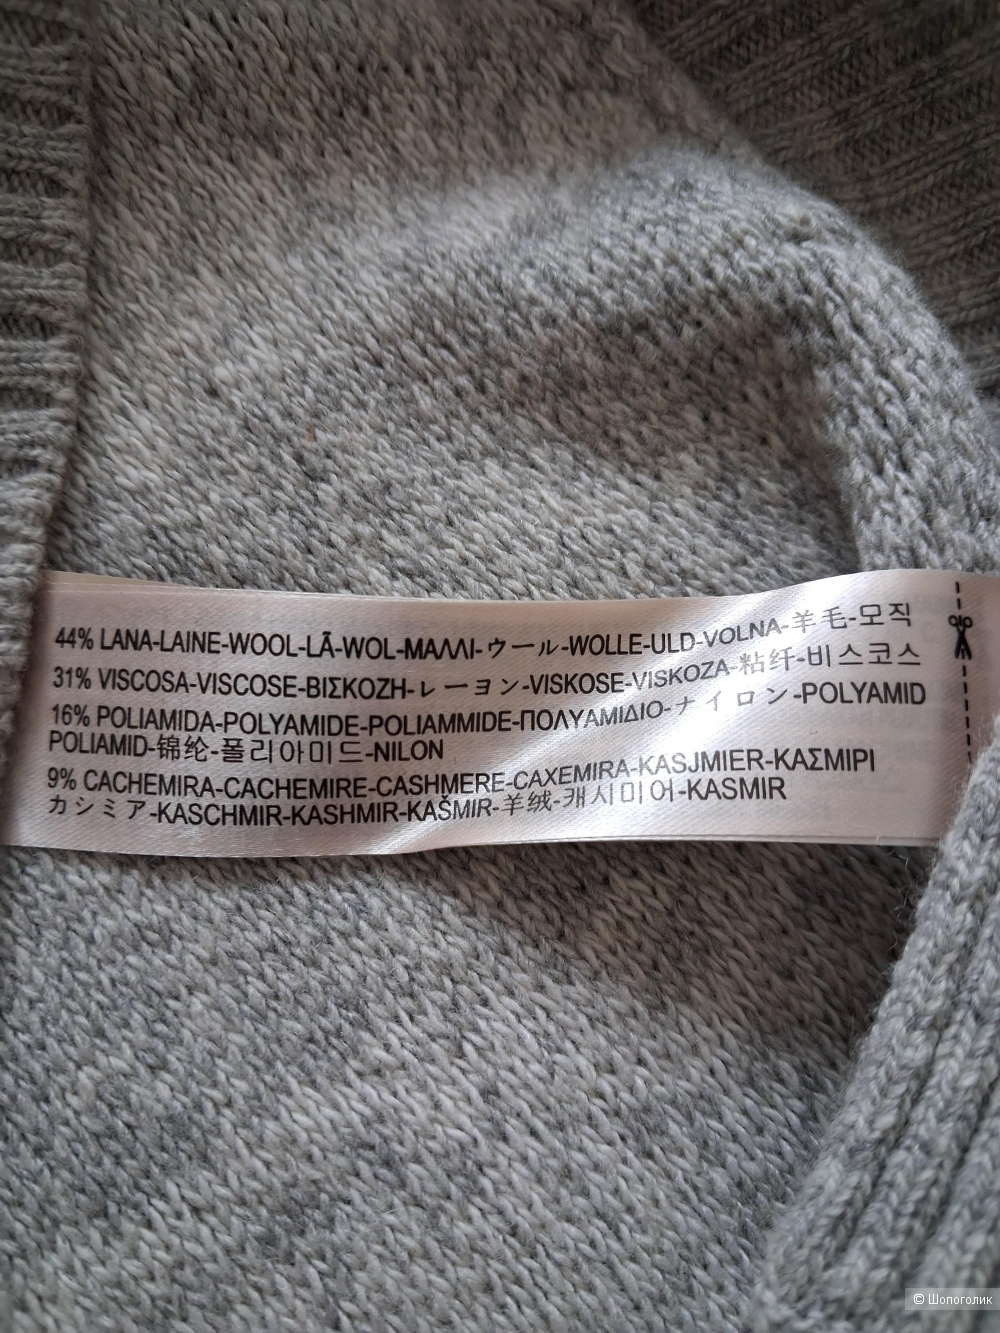 44% LANA-LAINE-WOOL-LÃ-WOL-ΜΑΛΛΙ-ウール-WOLLE-ULD-VOLNA-羊毛-모직
31% VISCOSA-VISCOSE-ΒΙΣΚΟΖΗ-レーヨン-VISKOSE-VISKOZA-粘纤-비스코스
16% POLIAMIDA-POLYAMIDE-POLIAMMIDE-ΠΟΛΥΑΜΙΔΙΟ-ナイロン-POLYAMID
POLIAMID-锦纶-폴리아미드-NILON
9% CACHEMIRA-CACHEMIRE-CASHMERE-CAXEMIRA-KASJMIER-ΚΑΣΜΙΡΙ
カシミア-KASCHMIR-KASHMIR-KAŠMIR-羊绒-캐시미어-KASMIR
© Шопоголик